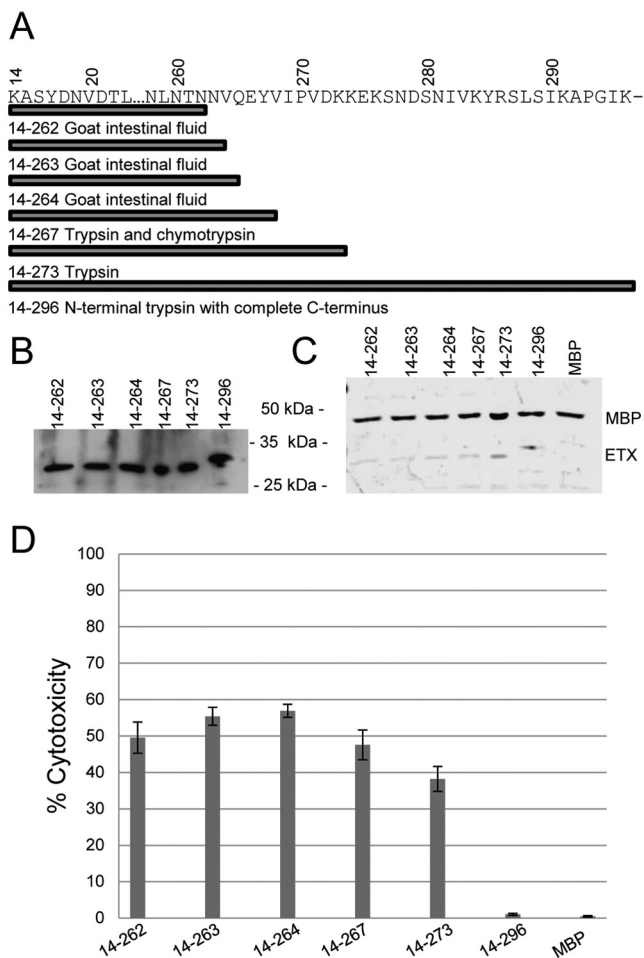 A
14 20 260 270 280 290
KASYDNVDTL...NLNTNNVQEYVIPVDKKEKSNDSNIVKYRSLSIKAPGIK-
14-262 Goat intestinal fluid
14-263 Goat intestinal fluid
14-264 Goat intestinal fluid
14-267 Trypsin and chymotrypsin
14-273 Trypsin
14-296 N-terminal trypsin with complete C-terminus
B
14-262 14-263 14-264 14-267 14-273 14-296
50 kDa -
- 35 kDa -
- 25 kDa -
C
14-262 14-263 14-264 14-267 14-273 14-296 MBP
MBP
ETX
D
% Cytotoxicity
100
90
80
70
60
50
40
30
20
10
0
14-262 14-263 14-264 14-267 14-273 14-296 MBP